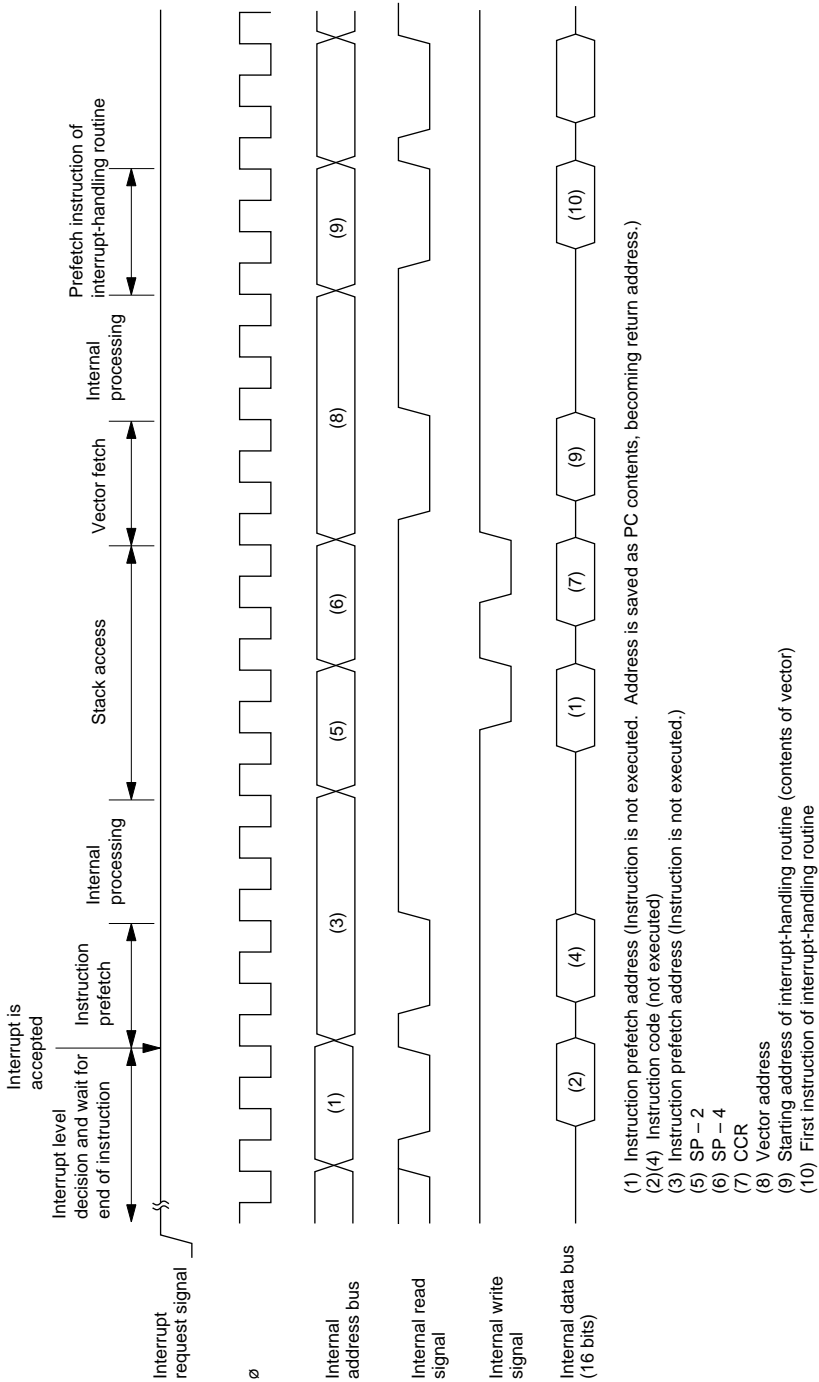 Interrupt is
accepted
Interrupt level
decision and wait for
end of instruction
Instruction
prefetch
Internal
processing
Stack access
Vector fetch
Internal
processing
Prefetch instruction of
interrupt-handling routine
Interrupt
request signal
ø
Internal
address bus
(1)
(3)
(5)
(6)
(8)
(9)
Internal read
signal
Internal write
signal
Internal data bus
(16 bits)
(2)
(4)
(1)
(7)
(9)
(10)
(1) Instruction prefetch address (Instruction is not executed. Address is saved as PC contents, becoming return address.)
(2)(4) Instruction code (not executed)
(3) Instruction prefetch address (Instruction is not executed.)
(5) SP – 2
(6) SP – 4
(7) CCR
(8) Vector address
(9) Starting address of interrupt-handling routine (contents of vector)
(10) First instruction of interrupt-handling routine